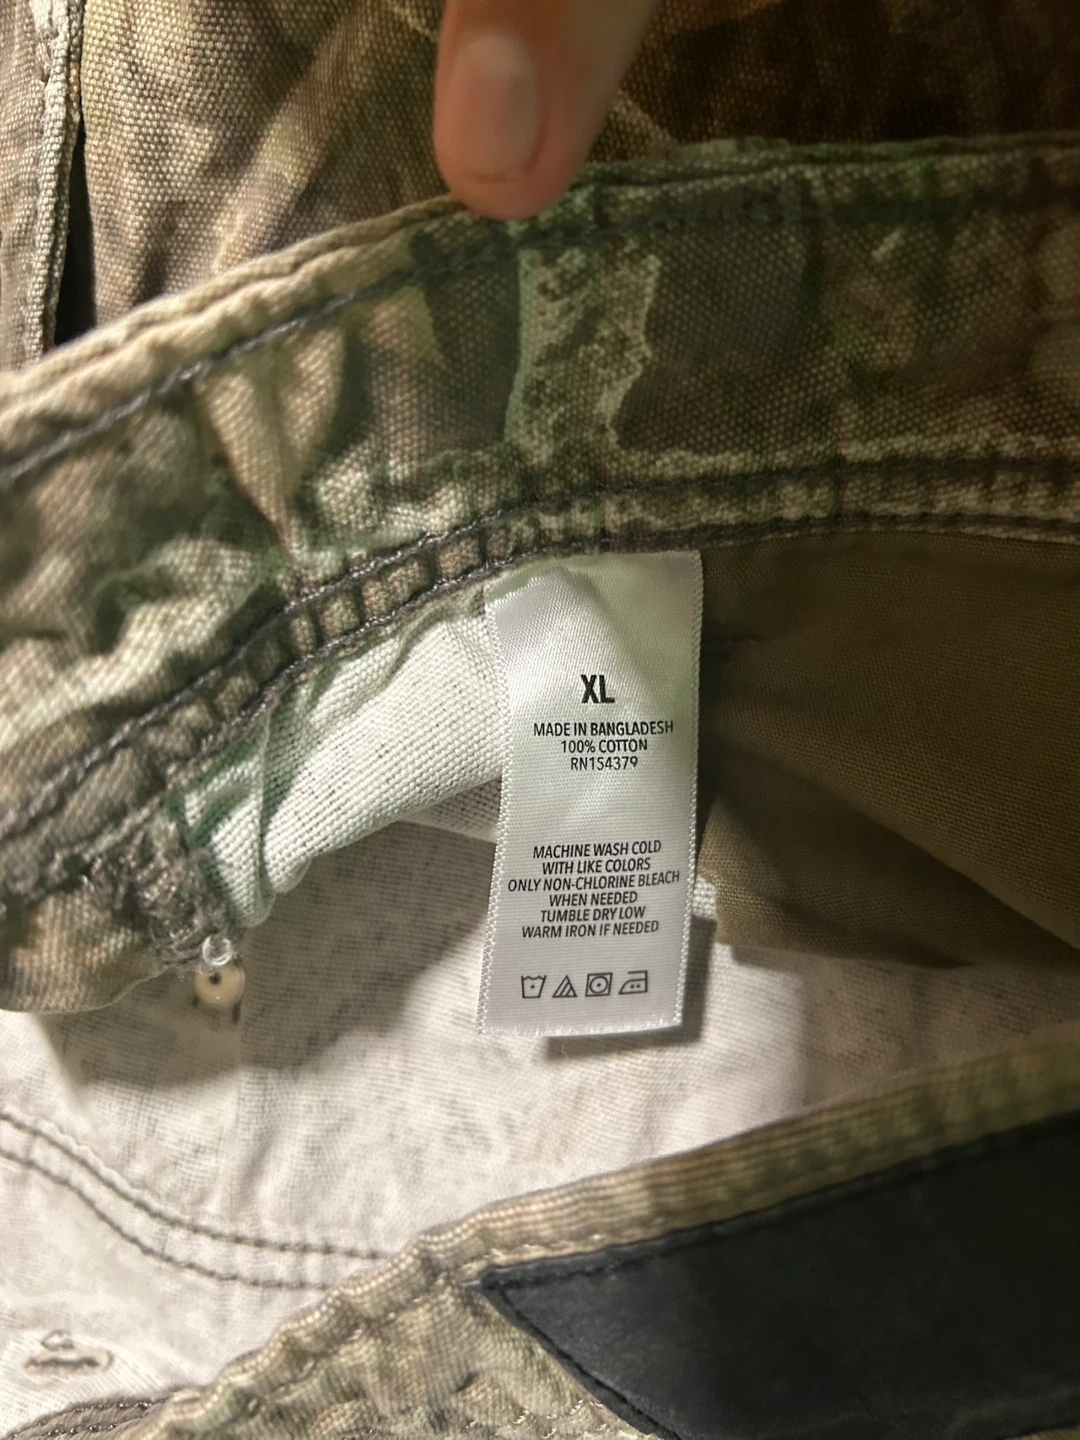 XL
MADE IN BANGLADESH
100% COTTON
RN154379
MACHINE WASH COLD
WITH LIKE COLORS
ONLY NON-CHLORINE BLEACH
WHEN NEEDED
TUMBLE DRY LOW
WARM IRON IF NEEDED